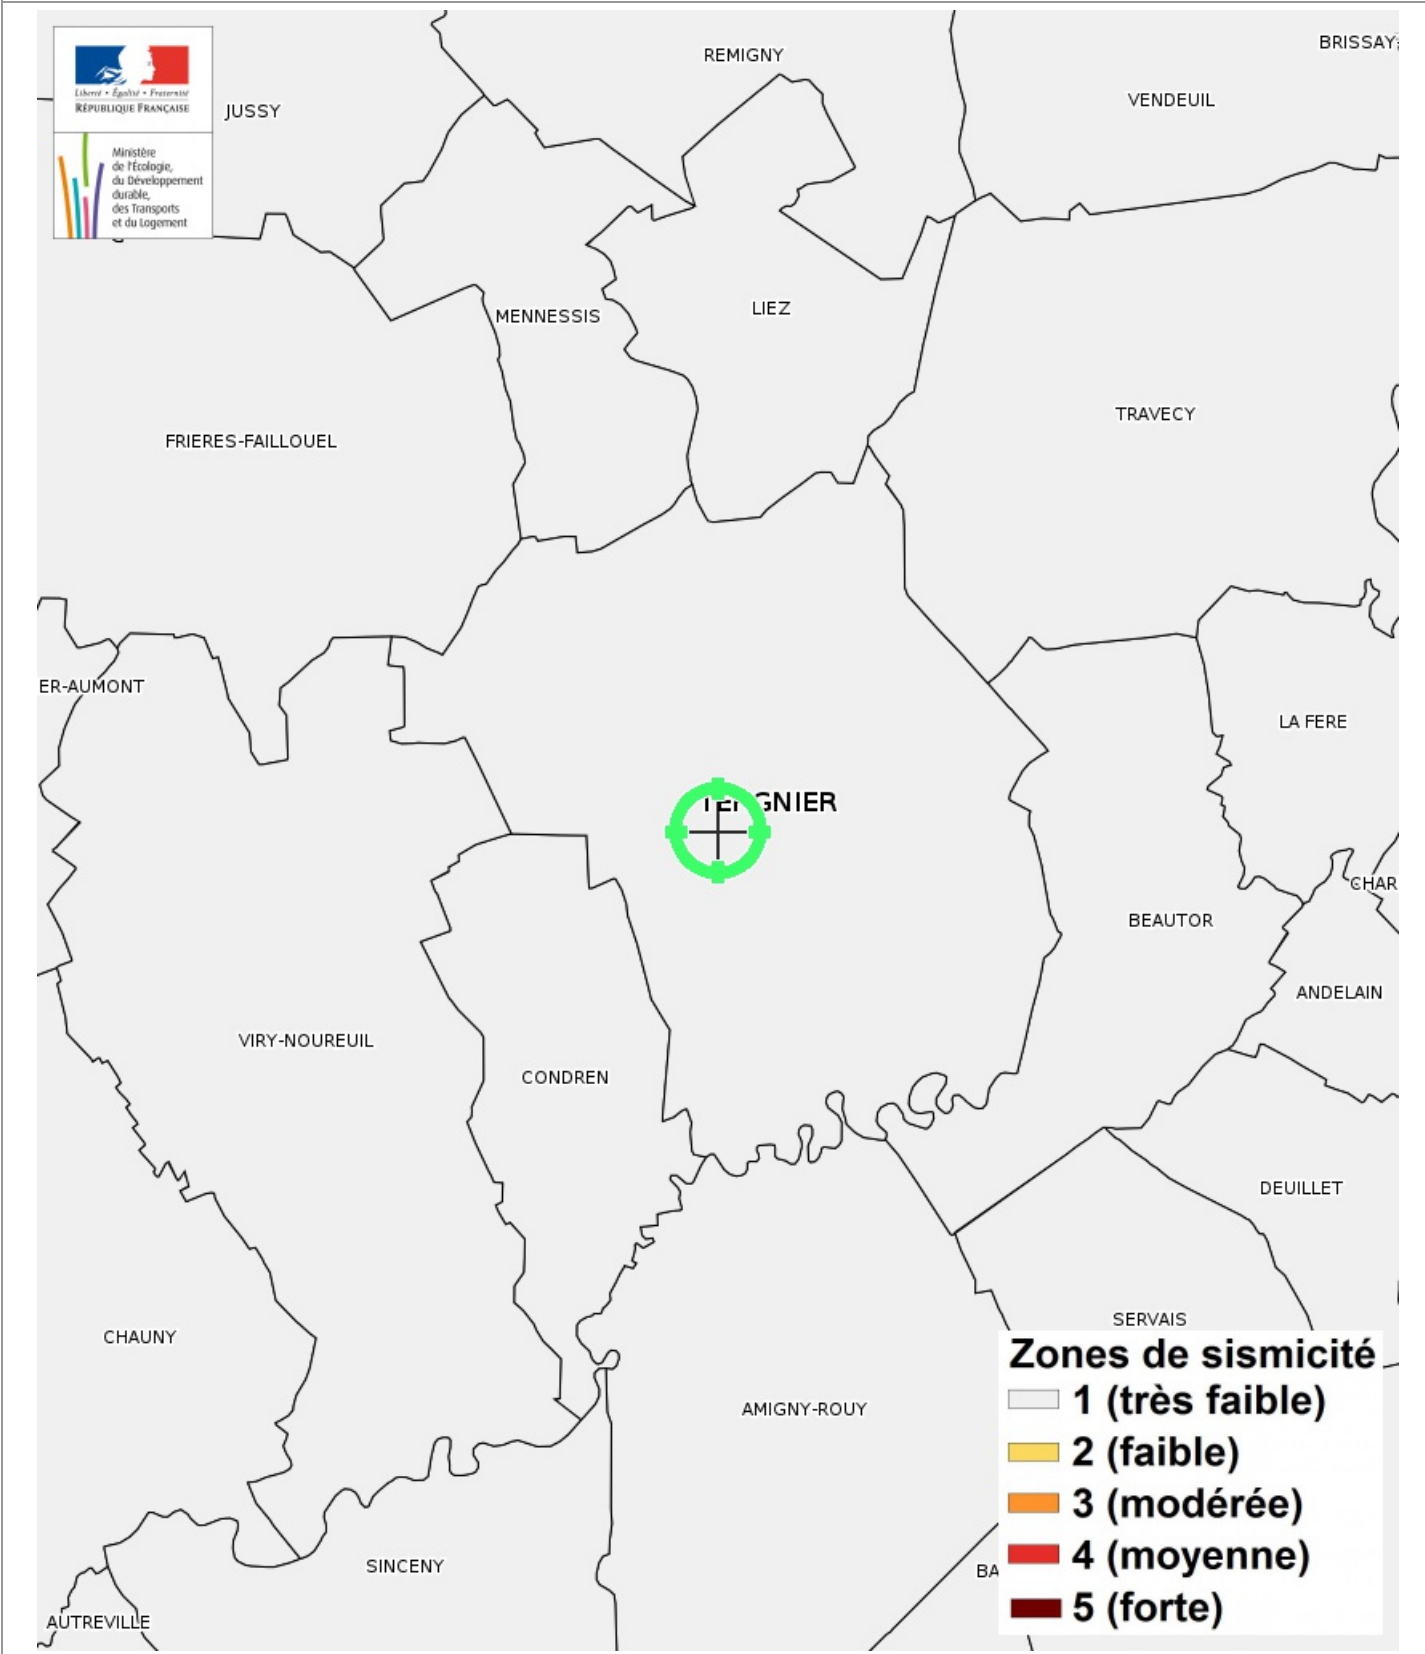 REMIGNY
BRISSAY
VENDEUIL
JUSSY
Liberté • Égalité • Fraternité
RÉPUBLIQUE FRANÇAISE
Ministère
de l'Écologie,
du Développement
durable,
des Transports
et du Logement
MENNESSIS
LIEZ
TRAVECY
FRIERES-FAILLOUEL
ER-AUMONT
LA FERE
TERGNIER
CHAR
BEAUTOR
ANDELAIN
VIRY-NOUREUIL
CONDREN
DEUILLET
SERVAIS
CHAUNY
AMIGNY-ROUY
Zones de sismicité
1 (très faible)
2 (faible)
3 (modérée)
4 (moyenne)
5 (forte)
SINCENY
BA
AUTREVILLE